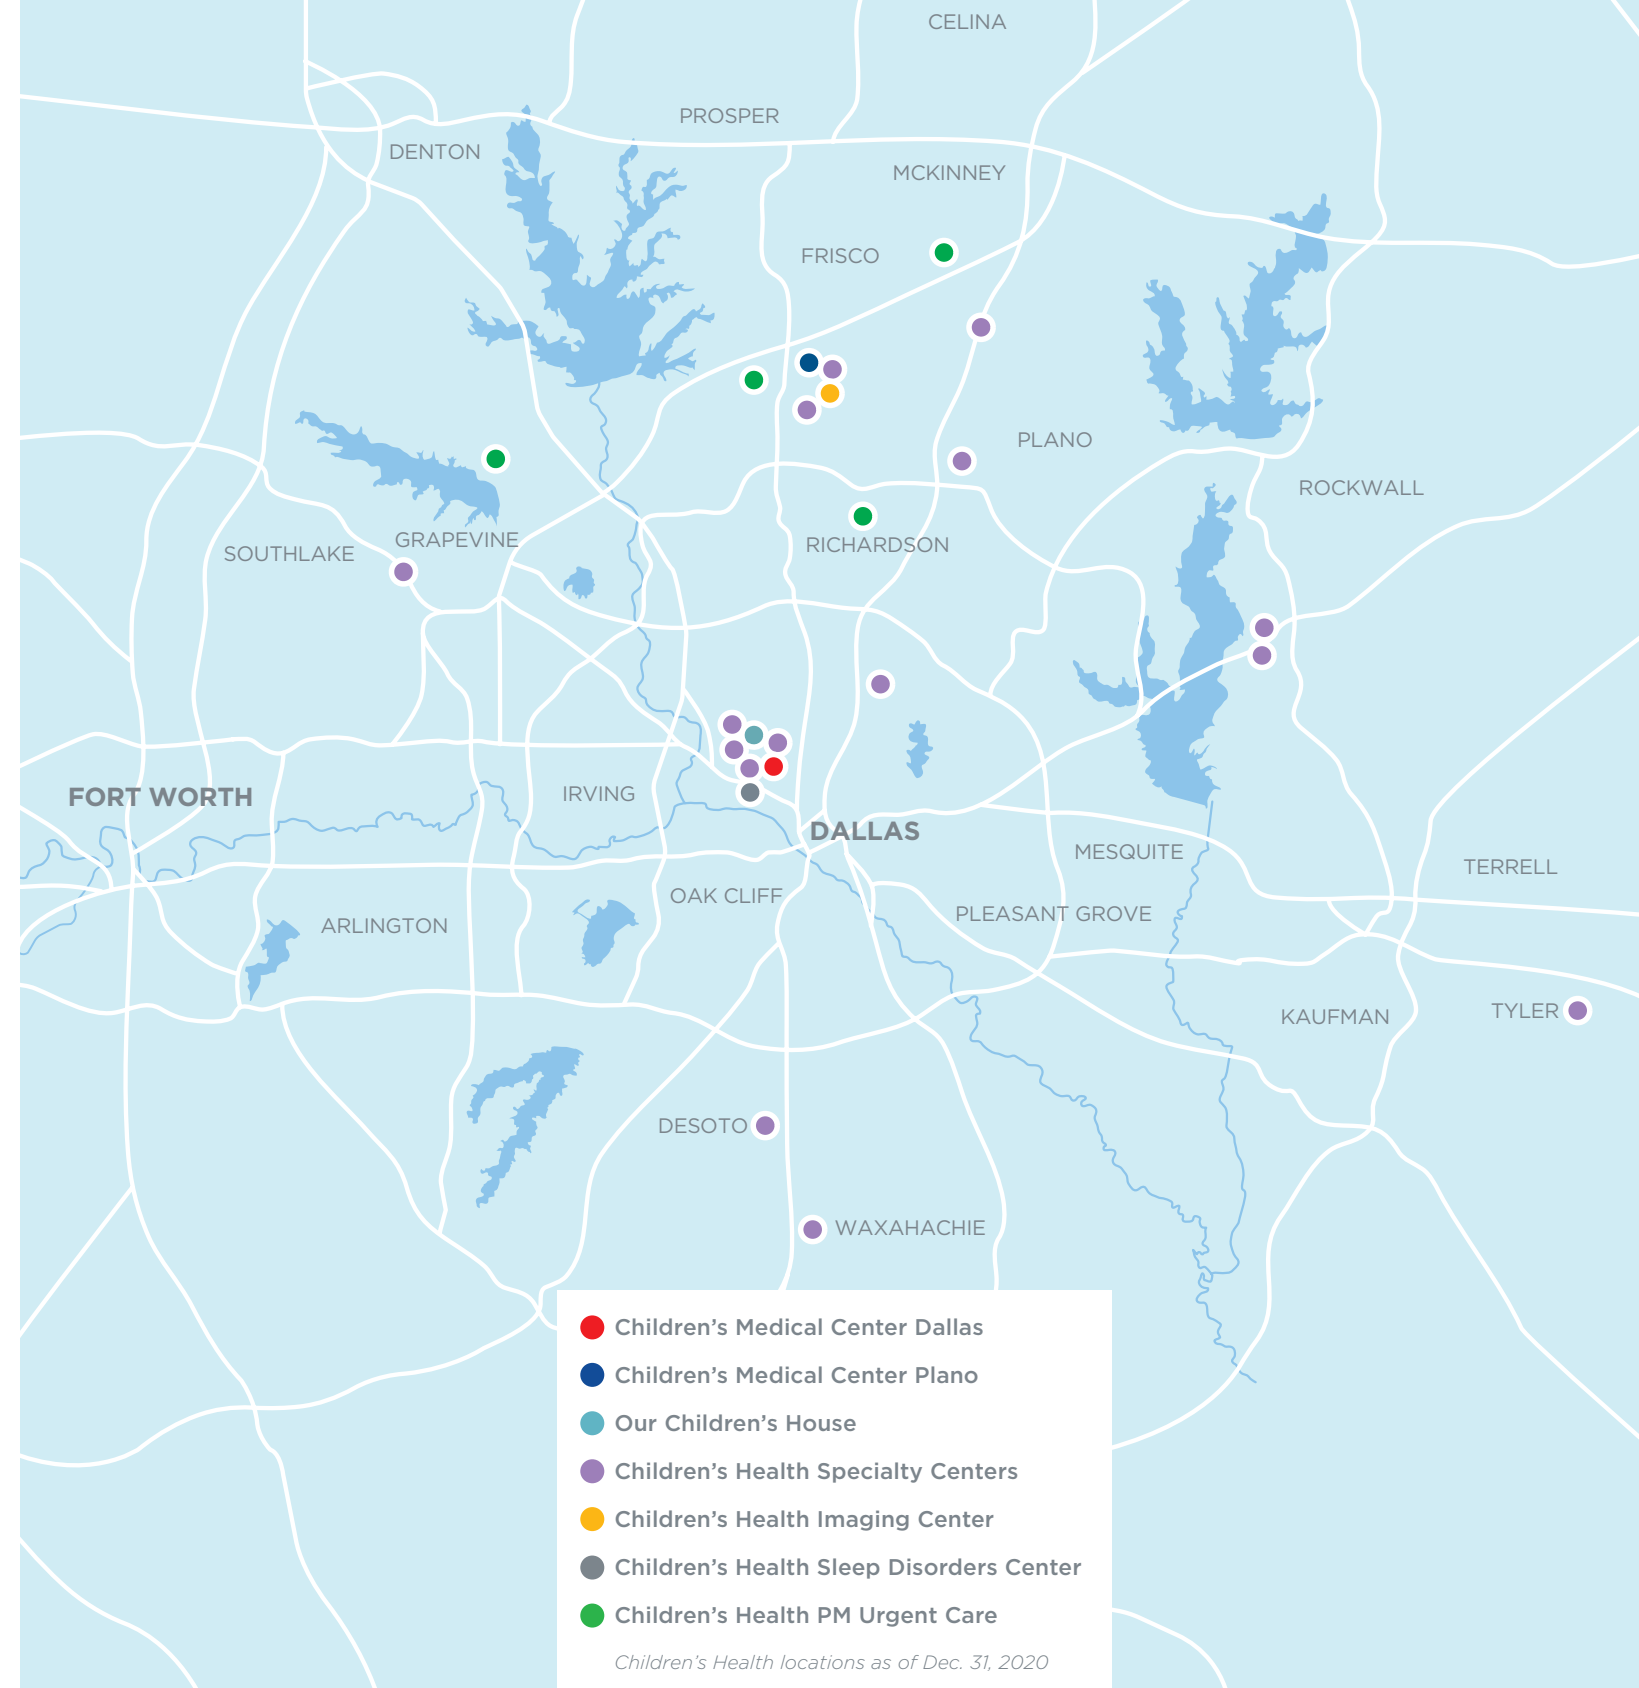 CELINA
PROSPER
DENTON
MCKINNEY
FRISCO
PLANO
ROCKWALL
GRAPEVINE
RICHARDSON
SOUTHLAKE
IRVING
FORT WORTH
DALLAS
MESQUITE
TERRELL
OAK CLIFF
PLEASANT GROVE
ARLINGTON
TYLER
KAUFMAN
DESOTO
WAXAHACHIE
Children’s Medical Center Dallas
Children’s Medical Center Plano
Our Children’s House
Children’s Health Specialty Centers
Children’s Health Imaging Center
Children’s Health Sleep Disorders Center
Children’s Health PM Urgent Care
Children’s Health locations as of Dec. 31, 2020